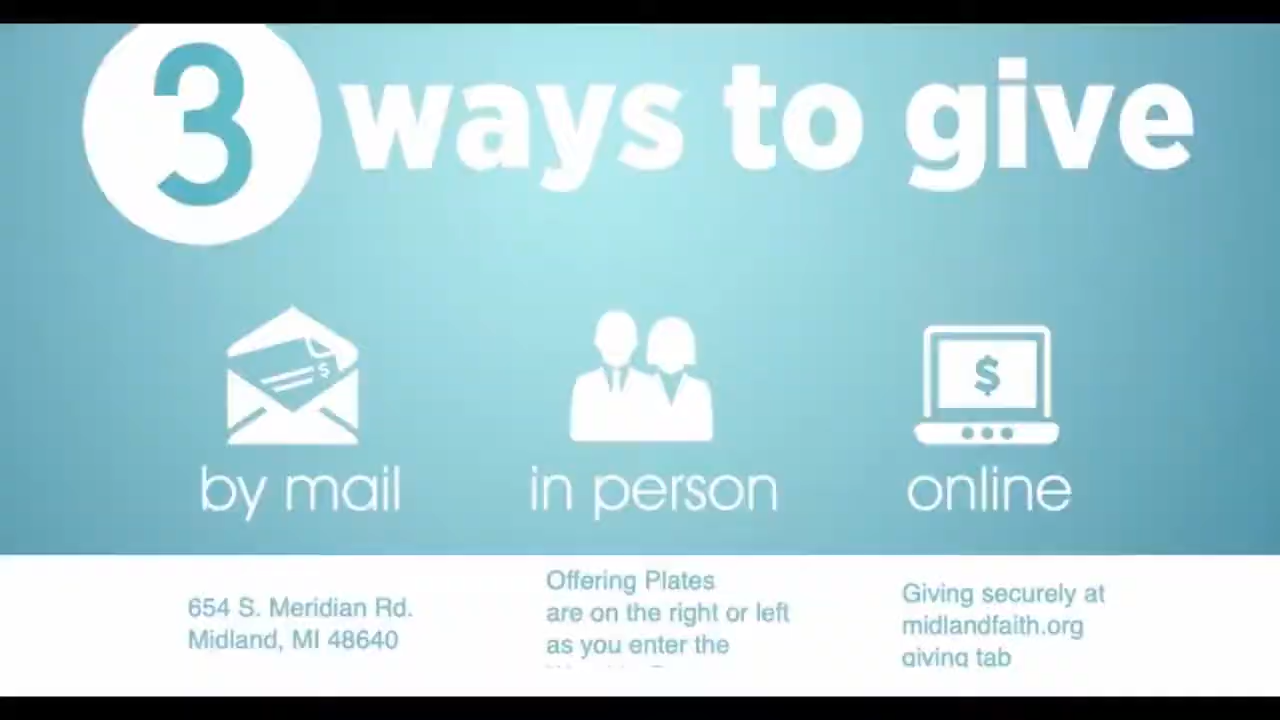 3 ways to give
$
$
by mail
in person
online
654 S. Meridian Rd.
Midland, MI 48640
Offering Plates
are on the right or left
as you enter the
Giving securely at
midlandfaith.org
giving tab